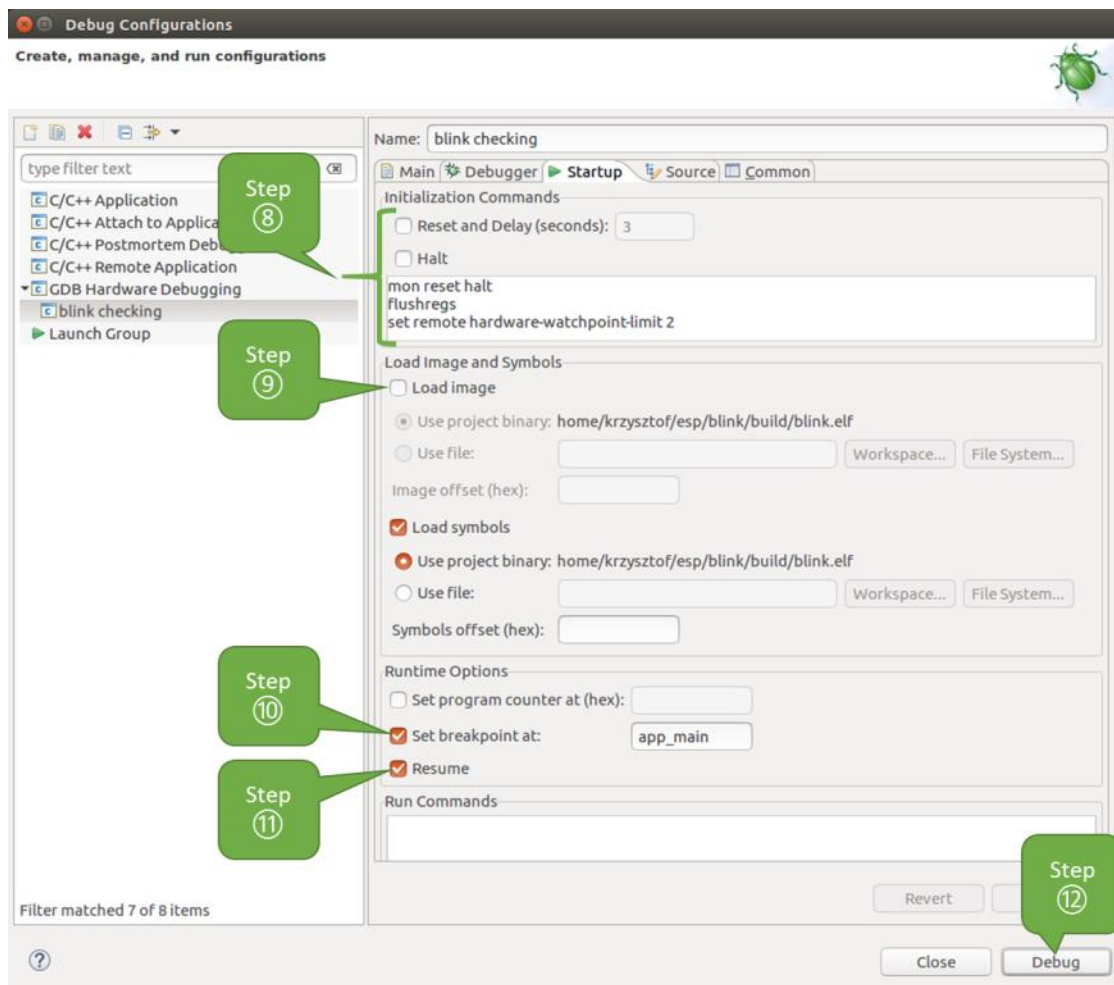 Debug Configurations
Create, manage, and run configurations
type filter text
C/C++ Application
C/C++ Attach to Applica
C/C++ Postmortem Debu
C/C++ Remote Application
GDB Hardware Debugging
blink checking
Launch Group
Filter matched 7 of 8 items
Name: blink checking
Main Debugger Startup Source Common
Initialization Commands
Reset and Delay (seconds): 3
Halt
mon reset halt
flushregs
set remote hardware-watchpoint-limit 2
Load Image and Symbols
Load image
Use project binary: home/krzysztof/esp/blink/build/blink.elf
Use file: Workspace... File System...
Image offset (hex):
Load symbols
Use project binary: home/krzysztof/esp/blink/build/blink.elf
Use file: Workspace... File System...
Symbols offset (hex):
Runtime Options
Set program counter at (hex):
Set breakpoint at: app_main
Resume
Run Commands
Revert
Close Debug
Step
⑧
Step
⑨
Step
⑩
Step
⑪
Step
⑫